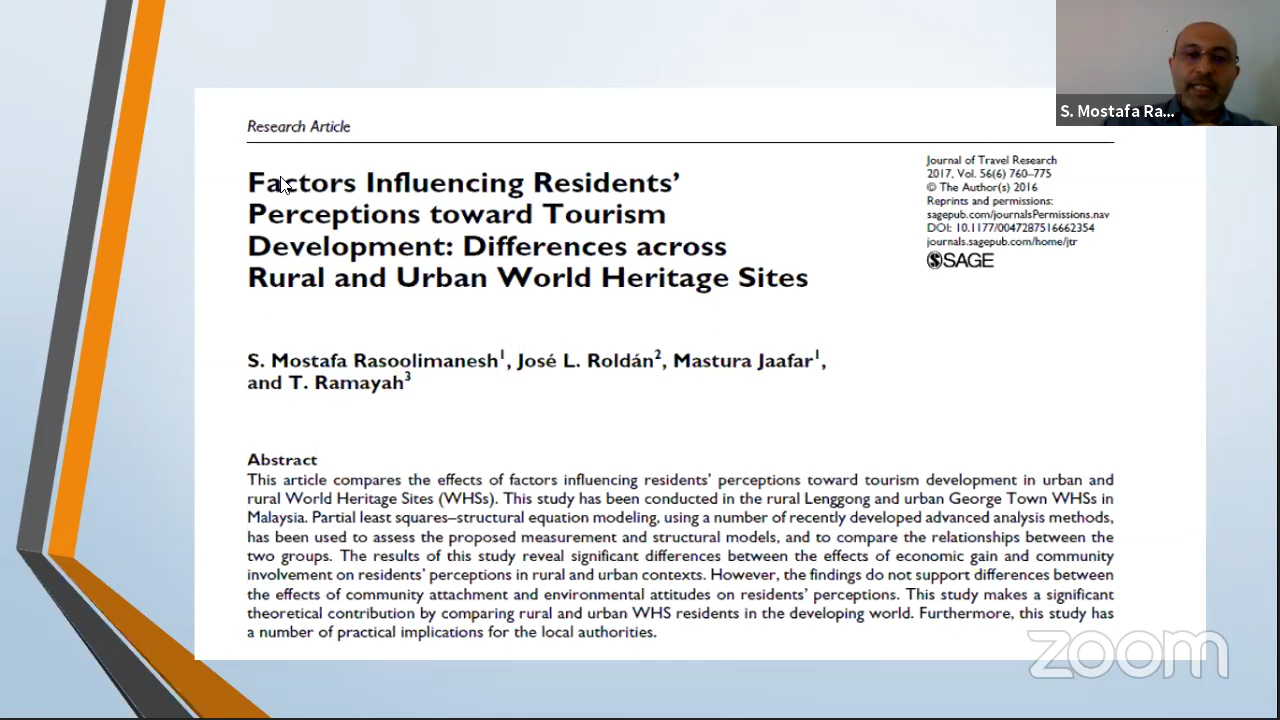 S. Mostafa Ra...
Research Article
Factors Influencing Residents’
Perceptions toward Tourism
Development: Differences across
Rural and Urban World Heritage Sites
Journal of Travel Research
2017, Vol. 56(6) 760–775
© The Author(s) 2016
Reprints and permissions:
sagepub.com/journalsPermissions.nav
DOI: 10.1177/0047287516662354
journals.sagepub.com/home/jtr
SAGE
S. Mostafa Rasoolimanesh1, José L. Roldán2, Mastura Jaafar1,
and T. Ramayah3
Abstract
This article compares the effects of factors influencing residents’ perceptions toward tourism development in urban and
rural World Heritage Sites (WHSs). This study has been conducted in the rural Lenggong and urban George Town WHSs in
Malaysia. Partial least squares–structural equation modeling, using a number of recently developed advanced analysis methods,
has been used to assess the proposed measurement and structural models, and to compare the relationships between the
two groups. The results of this study reveal significant differences between the effects of economic gain and community
involvement on residents’ perceptions in rural and urban contexts. However, the findings do not support differences between
the effects of community attachment and environmental attitudes on residents’ perceptions. This study makes a significant
theoretical contribution by comparing rural and urban WHS residents in the developing world. Furthermore, this study has
a number of practical implications for the local authorities.
zoom